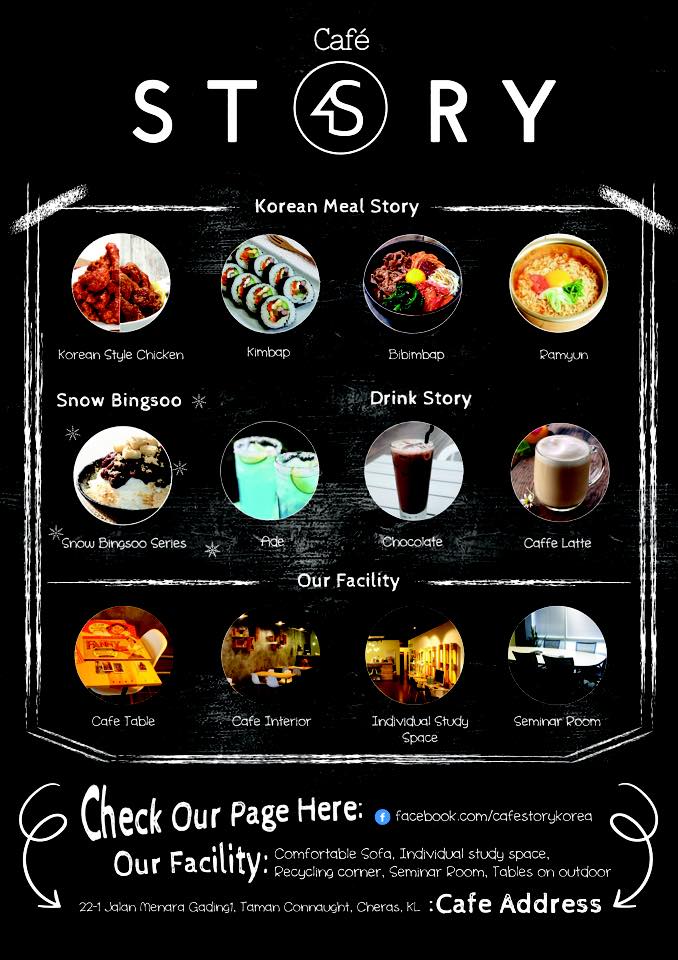 Café
STORY
Korean Meal Story
Korean Style Chicken
Kimbap
Bibimbap
Ramyun
Snow Bingsoo
Drink Story
Snow Bingsoo Series
Ade
Chocolate
Caffe Latte
Our Facility
Cafe Table
Cafe Interior
Individual Study
Space
Seminar Room
Check Our Page Here: facebook.com/cafestorykorea
Our Facility: Comfortable Sofa, Individual study space,
Recycling corner, Seminar Room, Tables on outdoor
22-1 Jalan Menara Gading1, Taman Connaught, Cheras, KL :Cafe Address